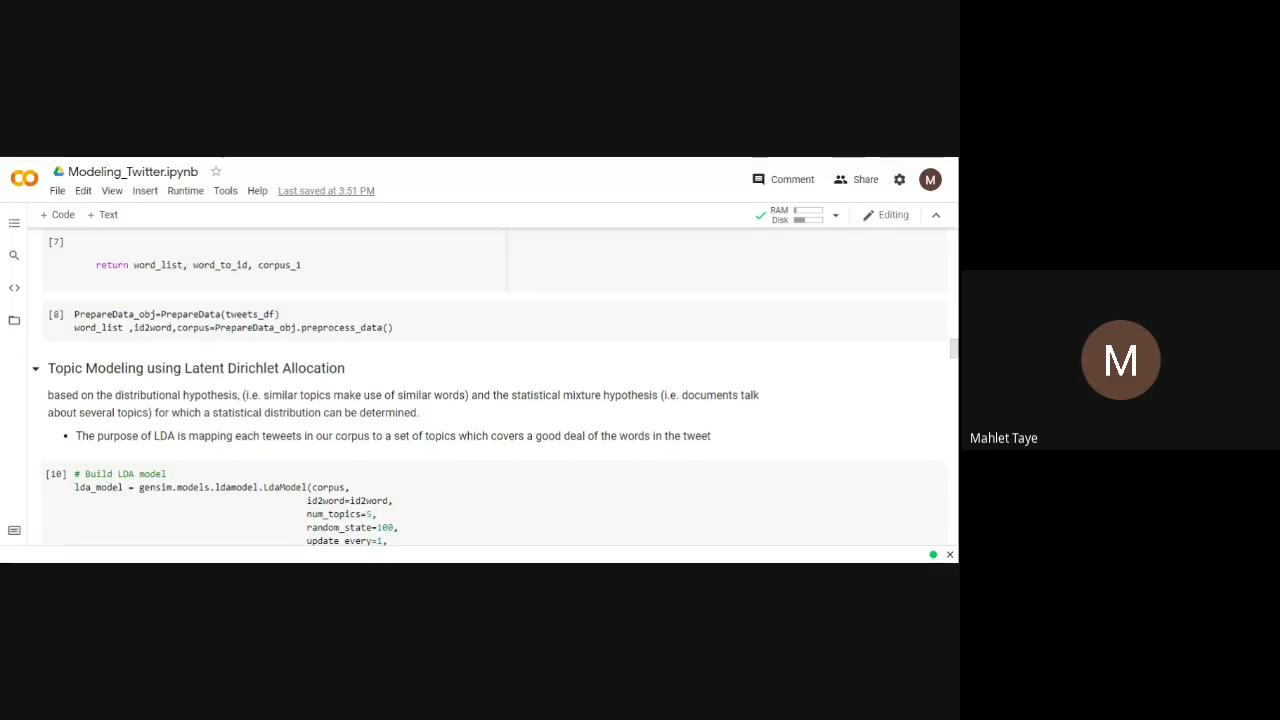 Modeling_Twitter.ipynb
File Edit View Insert Runtime Tools Help Last saved at 3:51 PM
Comment Share M
+ Code + Text
RAM
Disk
Editing
[7]
return word_list, word_to_id, corpus_1
[8] PrepareData_obj=PrepareData(tweets_df)
word_list ,id2word,corpus=PrepareData_obj.preprocess_data()
Topic Modeling using Latent Dirichlet Allocation
based on the distributional hypothesis, (i.e. similar topics make use of similar words) and the statistical mixture hypothesis (i.e. documents talk
about several topics) for which a statistical distribution can be determined.
• The purpose of LDA is mapping each teweets in our corpus to a set of topics which covers a good deal of the words in the tweet
[10] # Build LDA model
lda_model = gensim.models.ldamodel.LdaModel(corpus,
id2word=id2word,
num_topics=5,
random_state=100,
update_every=1,
M
Mahlet Taye